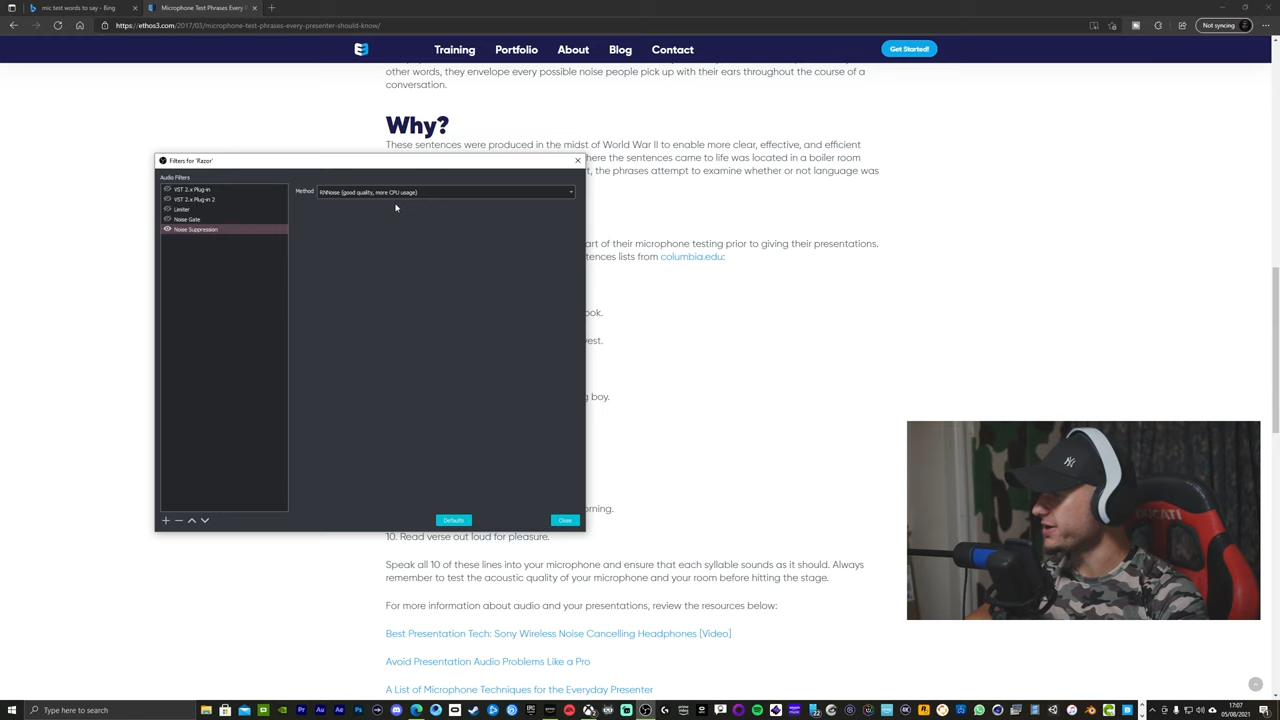 mic test words to say - Bing
Microphone Test Phrases Every
https://ethos3.com/2017/03/microphone-test-phrases-every-presenter-should-know/
Not syncing
Training
Portfolio
About
Blog
Contact
Get Started!
other words, they envelope every possible noise people pick up with their ears throughout the course of a
conversation.
Why?
These sentences were produced in the midst of World War II to enable more clear, effective, and efficient
here the sentences came to life was located in a boiler room
t, the phrases attempt to examine whether or not language was
art of their microphone testing prior to giving their presentations.
tences lists from columbia.edu:
ook.
vest.
g boy.
orning.
Filters for 'Razor'
Audio Filters
VST 2.x Plug-in
VST 2.x Plug-in 2
Limiter
Noise Gate
Noise Suppression
Method
RNNoise (good quality, more CPU usage)
Defaults
Close
10. Read verse out loud for pleasure.
Speak all 10 of these lines into your microphone and ensure that each syllable sounds as it should. Always
remember to test the acoustic quality of your microphone and your room before hitting the stage.
For more information about audio and your presentations, review the resources below:
Best Presentation Tech: Sony Wireless Noise Cancelling Headphones [Video]
Avoid Presentation Audio Problems Like a Pro
A List of Microphone Techniques for the Everyday Presenter
DUCATI
Type here to search
17:07
05/08/2021